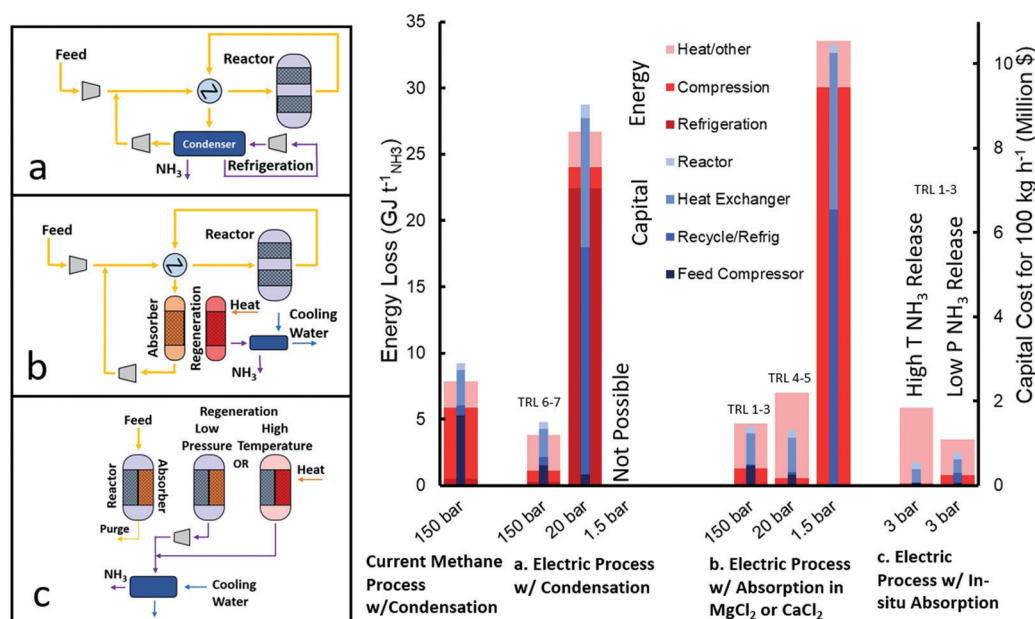 Feed
Reactor
Condenser
NH3
Refrigeration
a
Feed
Reactor
Absorber
Regeneration
Heat
Cooling
Water
NH3
b
Regeneration
Feed
Low
Pressure
High
Temperature
OR
Reactor
Absorber
Heat
Purge
NH3
Cooling
Water
c
Energy Loss (GJ t-1NH3)
35
30
25
20
15
10
5
0
Energy
Capital
Heat/other
Compression
Refrigeration
Reactor
Heat Exchanger
Recycle/Refrig
Feed Compressor
TRL 6-7
Not Possible
TRL 1-3
TRL 4-5
TRL 1-3
High T NH3 Release
Low P NH3 Release
10
8
6
4
2
0
Capital Cost for 100 kg h-1 (Million $)
150 bar
150 bar
20 bar
1.5 bar
150 bar
20 bar
1.5 bar
3 bar
3 bar
Current Methane
Process
w/Condensation
a. Electric Process
w/ Condensation
b. Electric Process
w/ Absorption in
MgCl2 or CaCl2
c. Electric
Process w/ In-
situ Absorption